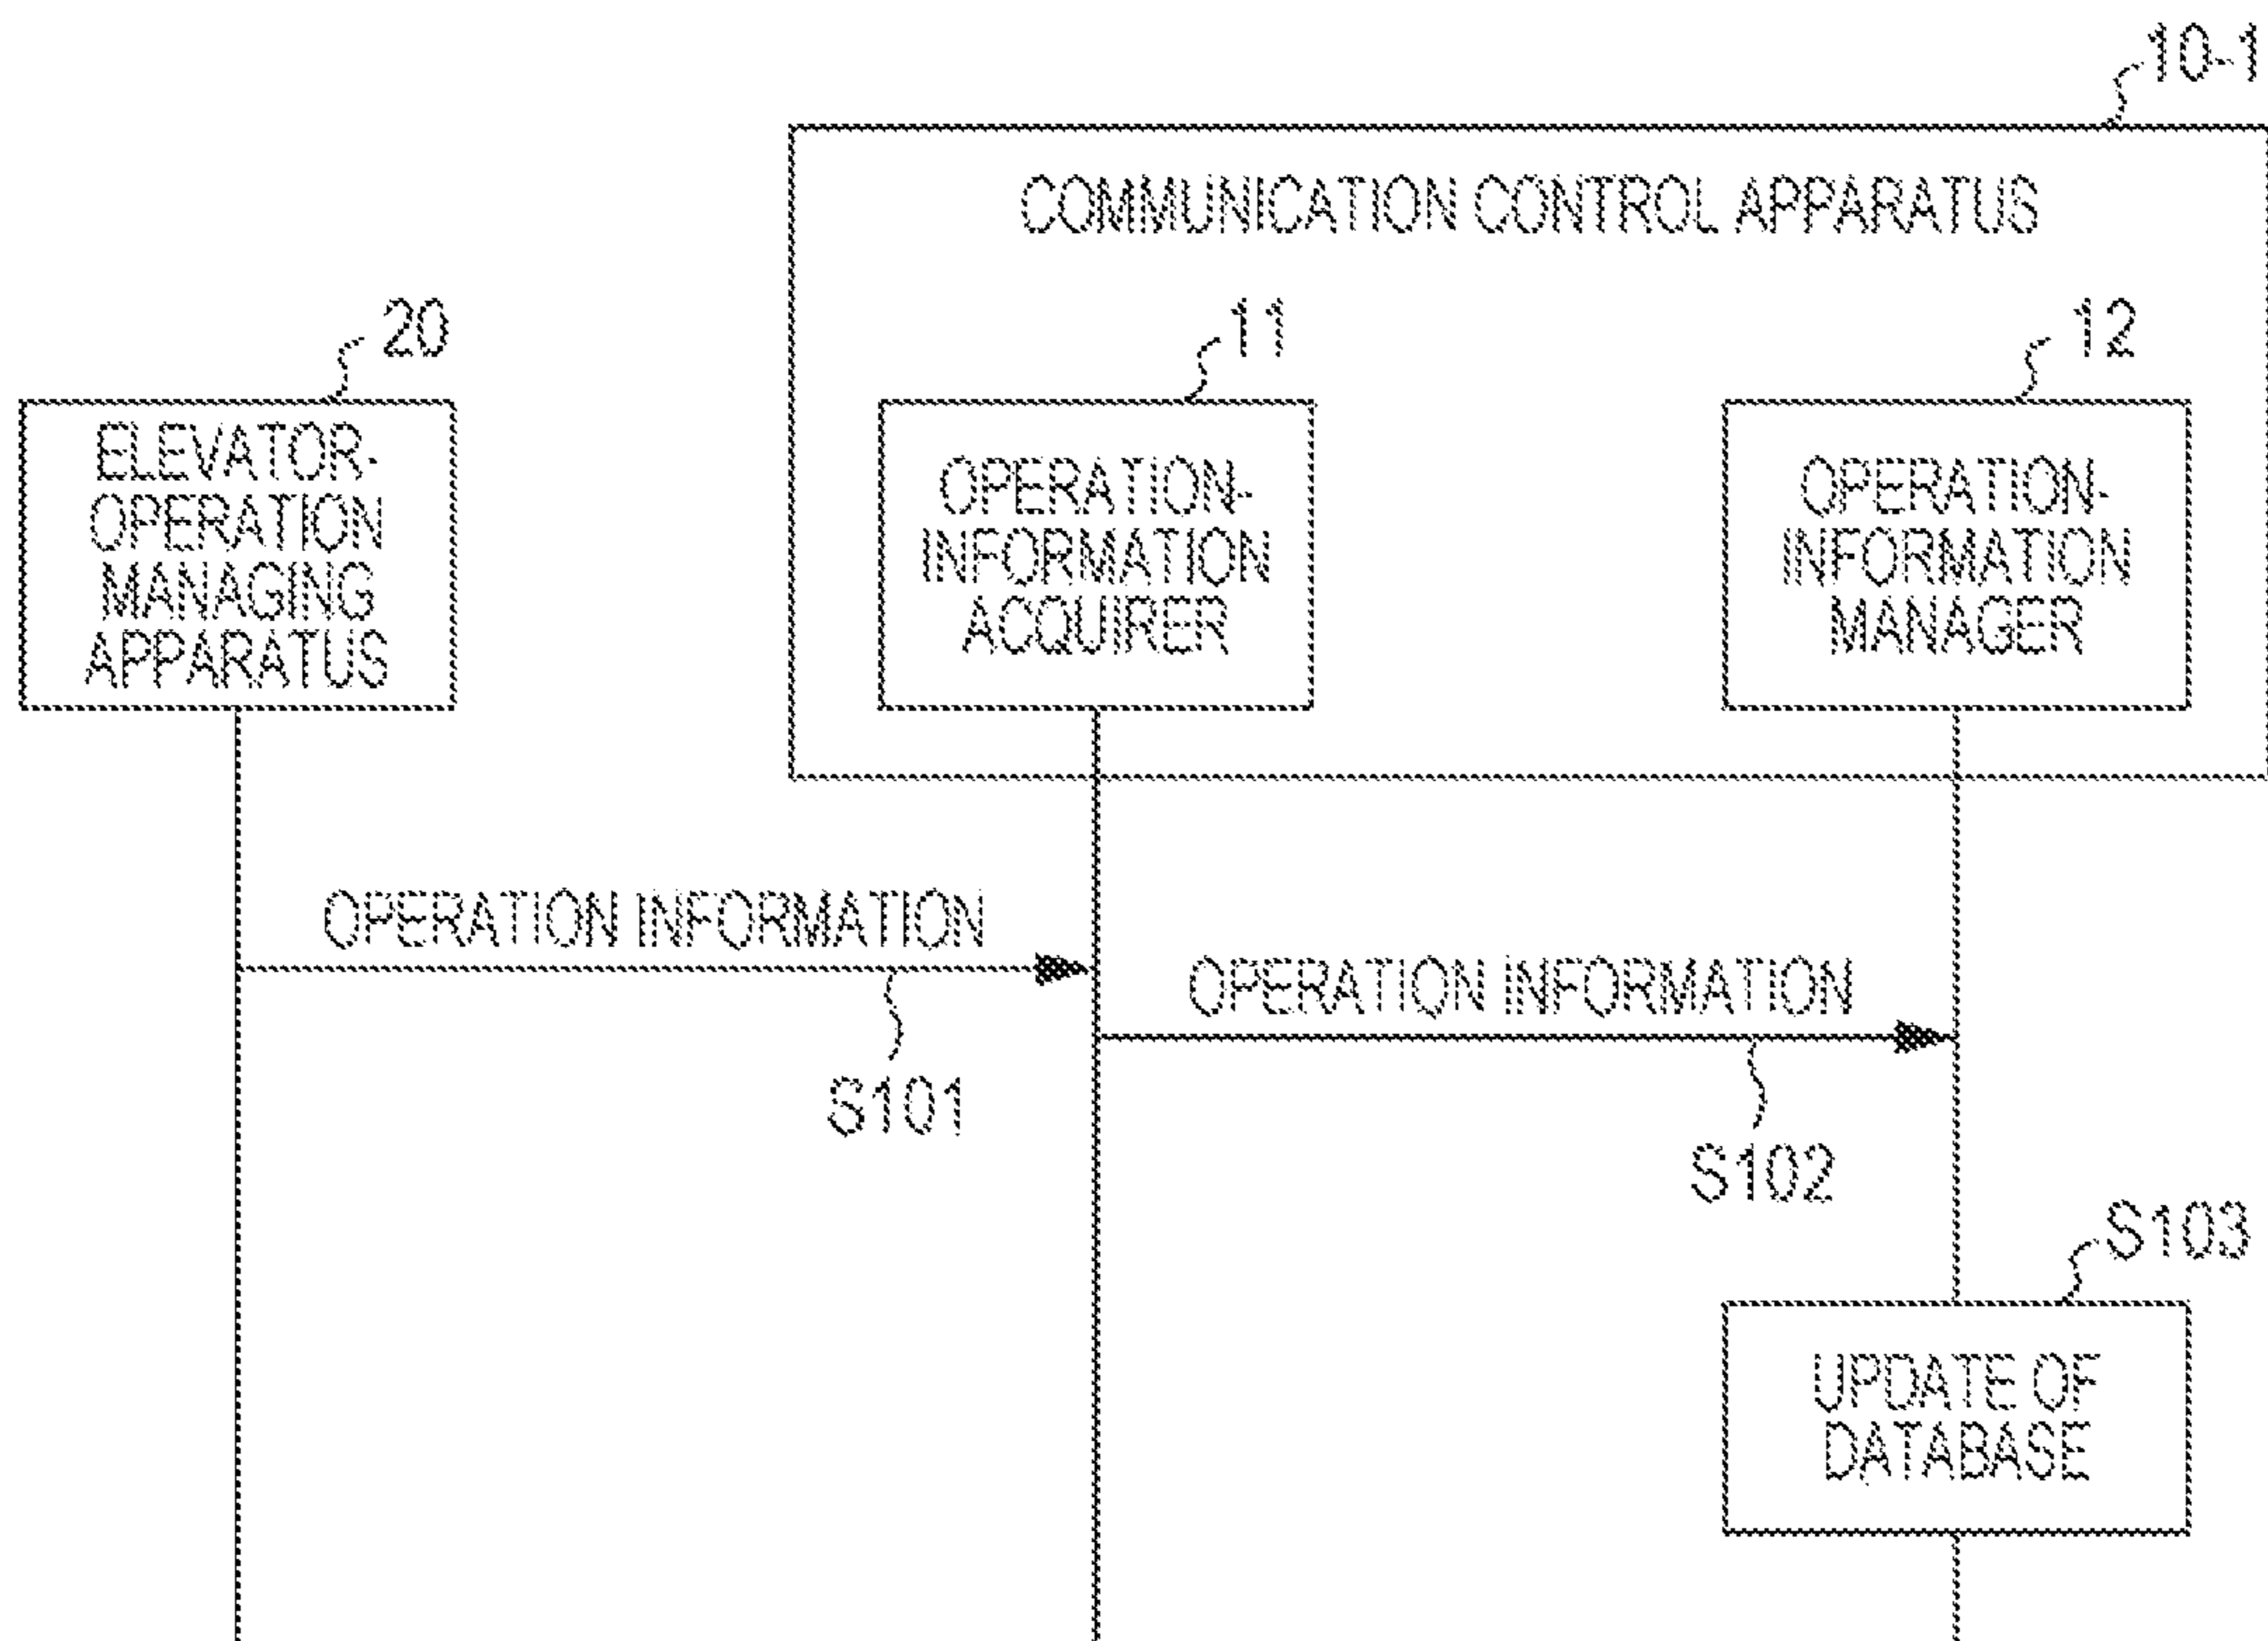 10-1
COMMUNICATION CONTROL APPARATUS
20
11
12
ELEVATOR-
OPERATION
MANAGING
APPARATUS
OPERATION-
INFORMATION
ACQUIRER
OPERATION-
INFORMATION
MANAGER
OPERATION INFORMATION
OPERATION INFORMATION
S101
S102
S103
UPDATE OF
DATABASE